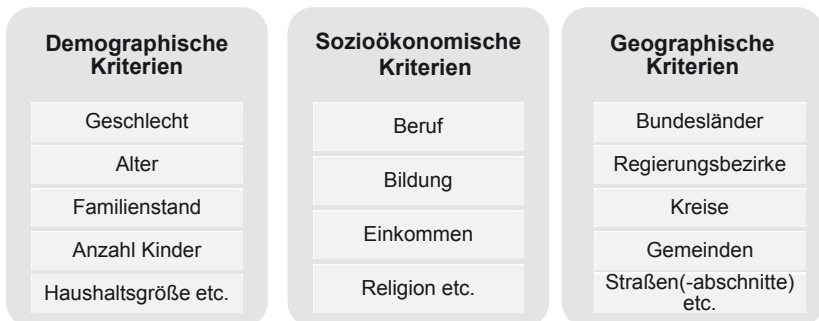 Demographische
Kriterien
Geschlecht
Alter
Familienstand
Anzahl Kinder
Haushaltsgröße etc.
Sozioökonomische
Kriterien
Beruf
Bildung
Einkommen
Religion etc.
Geographische
Kriterien
Bundesländer
Regierungsbezirke
Kreise
Gemeinden
Straßen(-abschnitte)
etc.